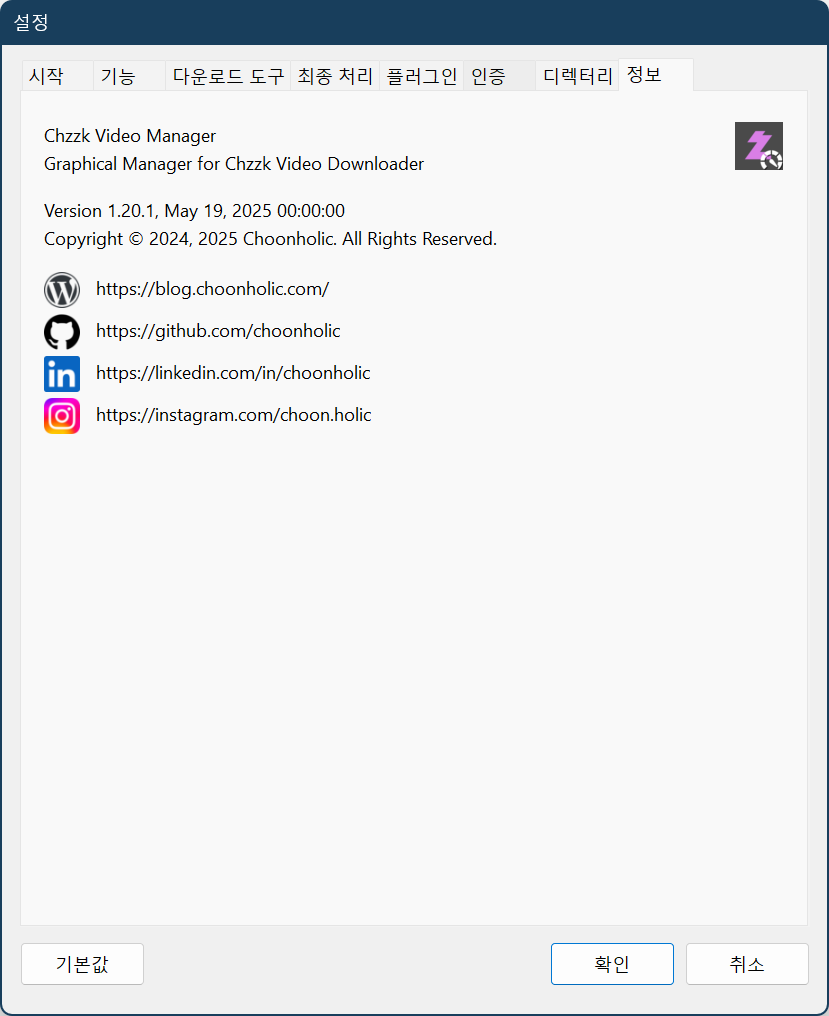 설정
시작 기능 다운로드 도구 최종 처리 플러그인 인증 디렉터리 정보
Chzzk Video Manager
Graphical Manager for Chzzk Video Downloader
Version 1.20.1, May 19, 2025 00:00:00
Copyright © 2024, 2025 Choonholic. All Rights Reserved.
https://blog.choonholic.com/
https://github.com/choonholic
https://linkedin.com/in/choonholic
https://instagram.com/choon.holic
기본값 확인 취소